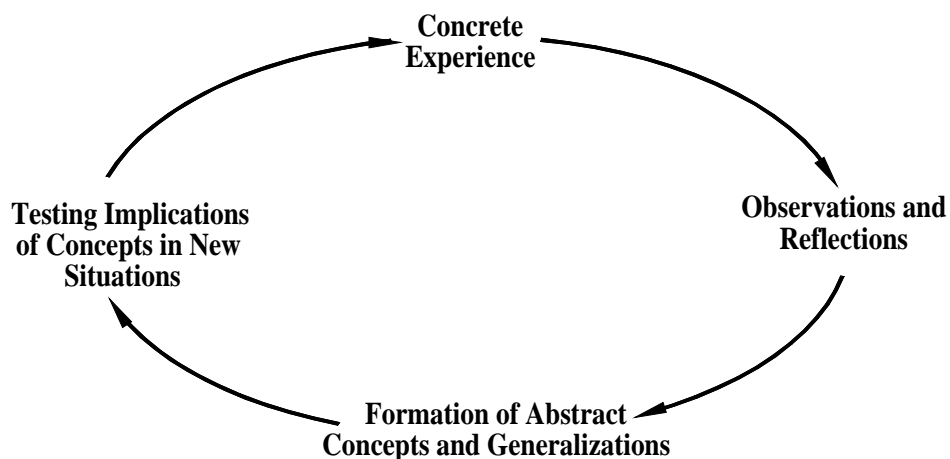 Concrete
Experience
Observations and
Reflections
Formation of Abstract
Concepts and Generalizations
Testing Implications
of Concepts in New
Situations